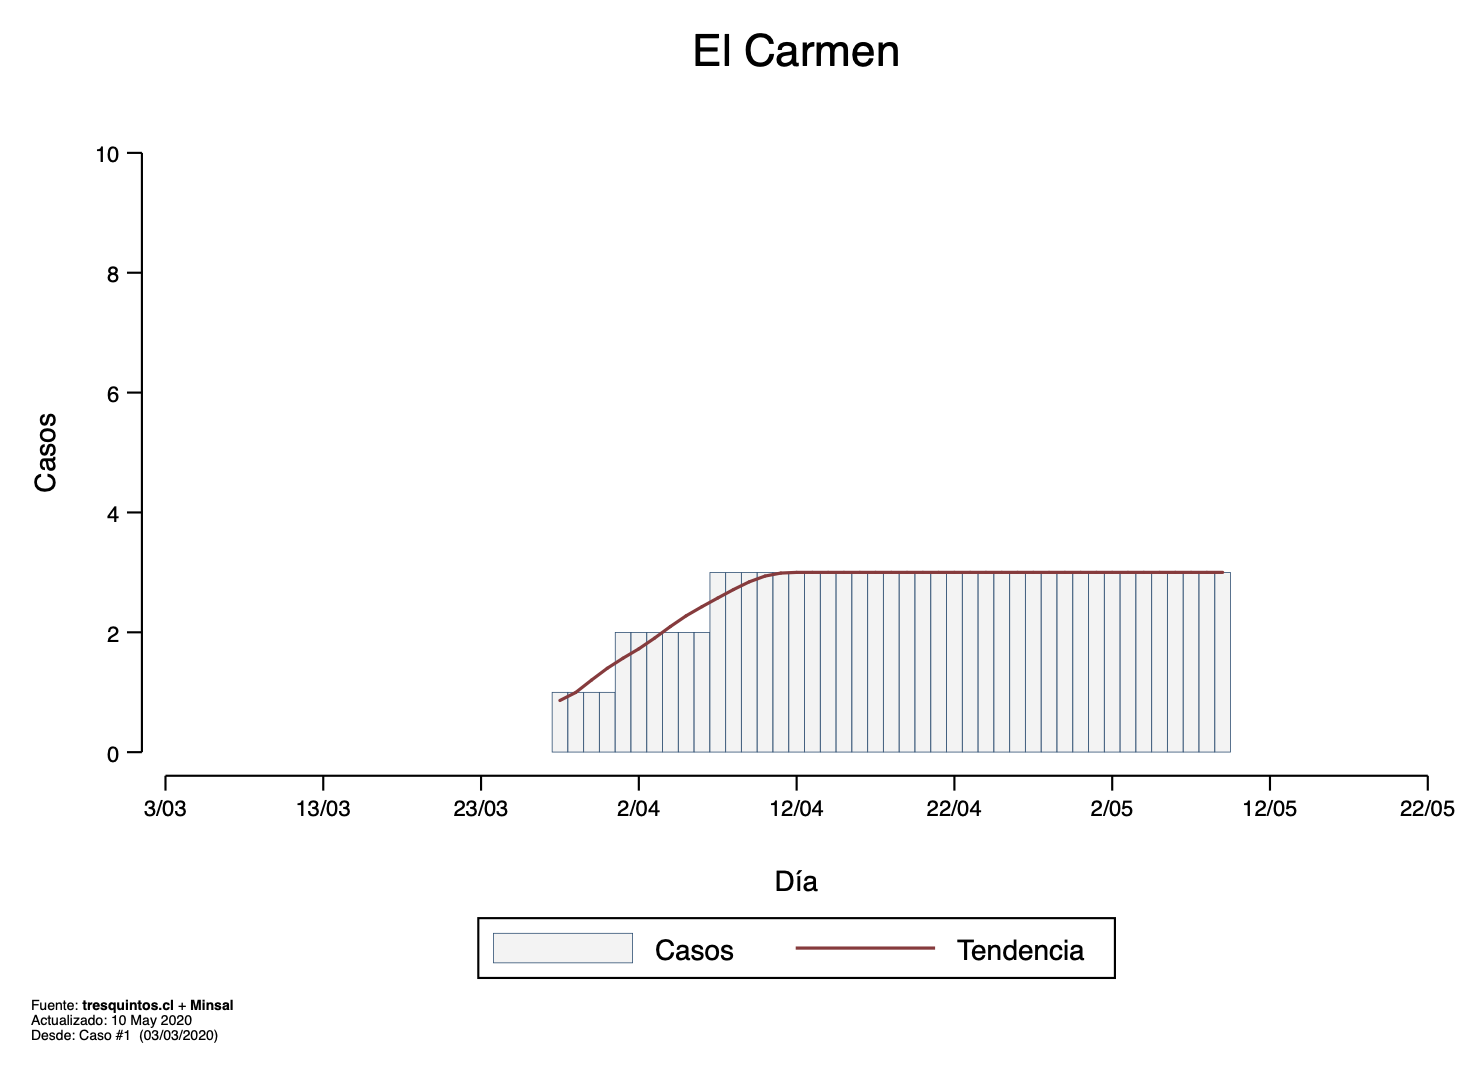 El Carmen
10
8
6
4
2
0
Casos
3/03 13/03 23/03 2/04 12/04 22/04 2/05 12/05 22/05
Día
Casos Tendencia
Fuente: tresquintos.cl + Minsal
Actualizado: 10 May 2020
Desde: Caso #1 (03/03/2020)